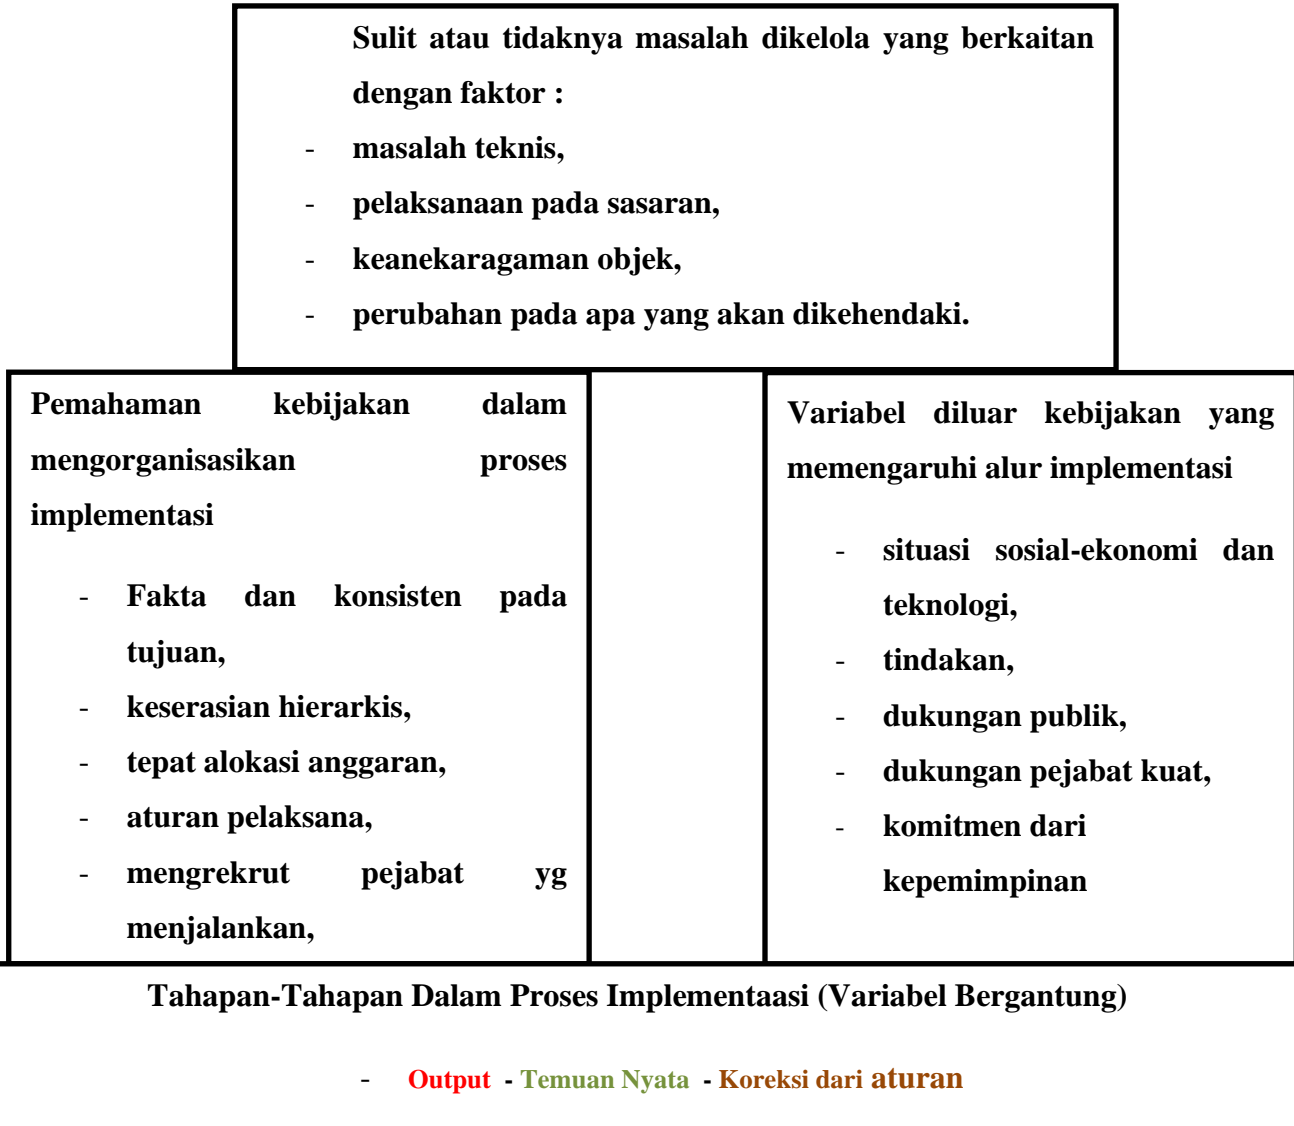 Sulit atau tidaknya masalah dikelola yang berkaitan
dengan faktor :
- masalah teknis,
- pelaksanaan pada sasaran,
- keanekaragaman objek,
- perubahan pada apa yang akan dikehendaki.
Pemahaman kebijakan dalam
mengorganisasikan proses
implementasi
- Fakta dan konsisten pada
tujuan,
- keserasian hierarkis,
- tepat alokasi anggaran,
- aturan pelaksana,
- mengrekrut pejabat yg
menjalankan,
Variabel diluar kebijakan yang
memengaruhi alur implementasi
- situasi sosial-ekonomi dan
teknologi,
- tindakan,
- dukungan publik,
- dukungan pejabat kuat,
- komitmen dari
kepemimpinan
Tahapan-Tahapan Dalam Proses Implementaasi (Variabel Bergantung)
- Output - Temuan Nyata - Koreksi dari aturan